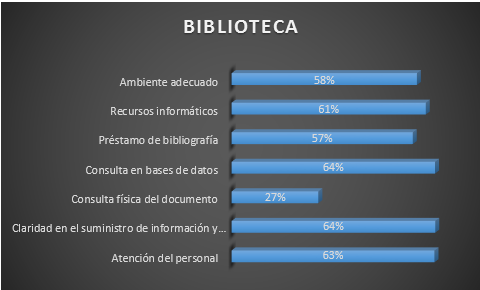 BIBLIOTECA
Ambiente adecuado 58%
Recursos informáticos 61%
Préstamo de bibliografía 57%
Consulta en bases de datos 64%
Consulta física del documento 27%
Claridad en el suministro de información y... 64%
Atención del personal 63%